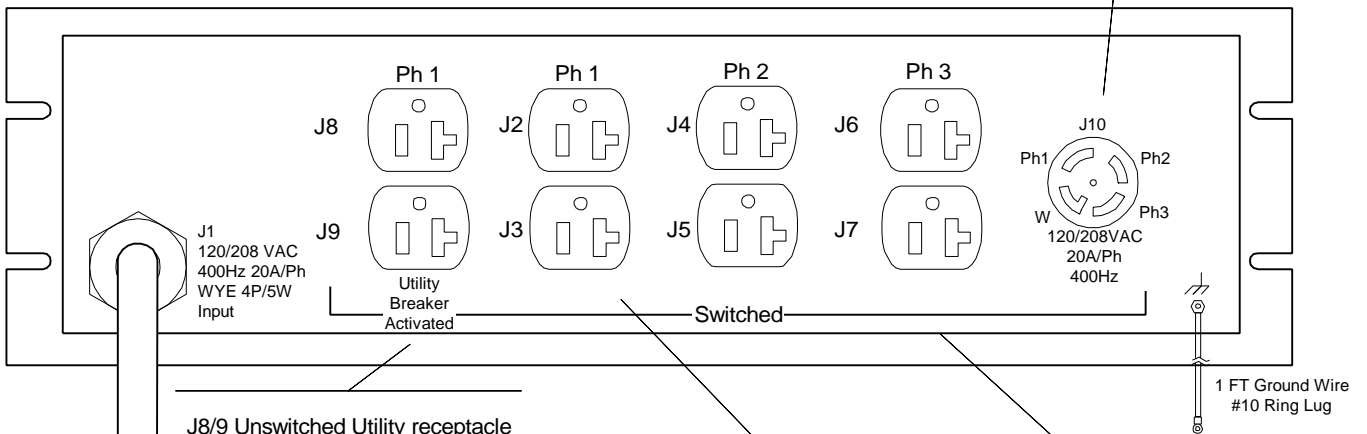 Ph 1
Ph 1
Ph 2
Ph 3
J8
J2
J4
J6
J10
Ph1
Ph2
J9
J3
J5
J7
W
Ph3
J1
120/208 VAC
400Hz 20A/Ph
WYE 4P/5W
Input
120/208VAC
20A/Ph
400Hz
Utility
Breaker
Activated
Switched
1 FT Ground Wire
#10 Ring Lug
J8/9 Unswitched Utility receptacle